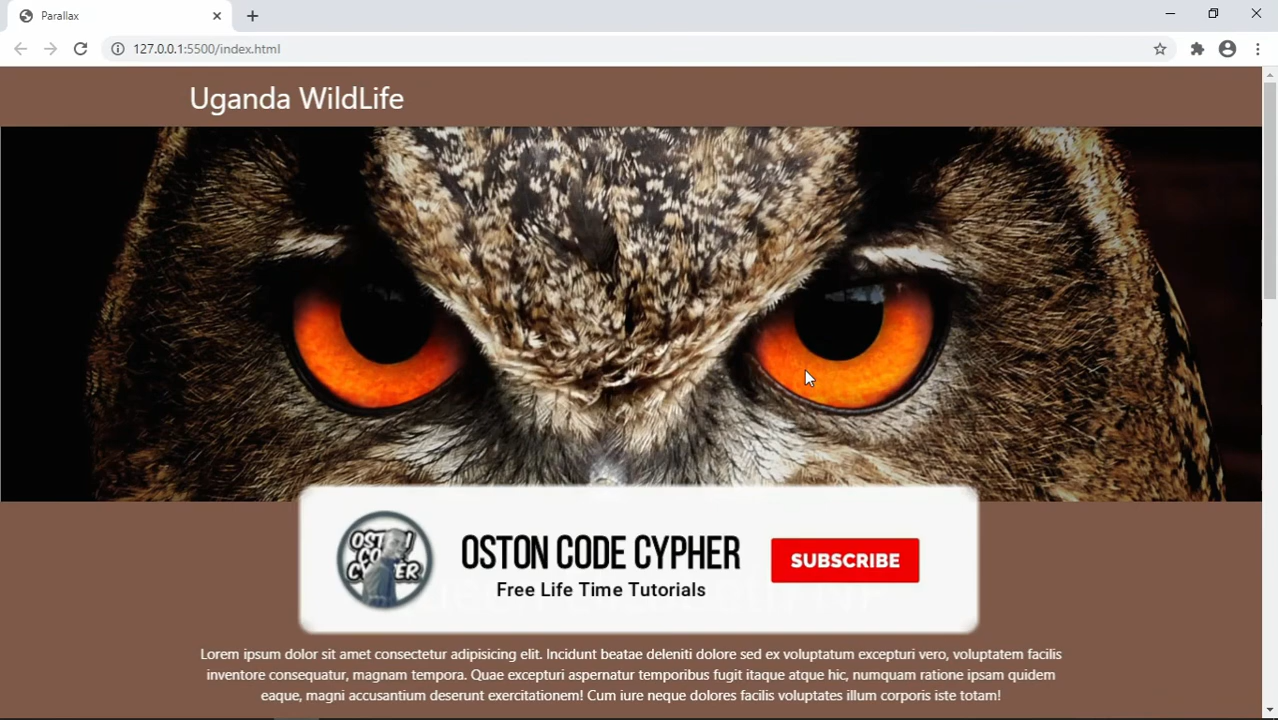 Parallax
127.0.0.1:5500/index.html
Uganda WildLife
OSTON CODE CYPHER
OSTON CODE CYPHER
Free Life Time Tutorials
SUBSCRIBE
Lorem ipsum dolor sit amet consectetur adipisicing elit. Incidunt beatae deleniti dolore sed ex voluptatum excepturi vero, voluptatem facilis
inventore consequatur, magnam tempora. Quae excepturi aspernatur temporibus fugit itaque atque hic, numquam ratione ipsam quidem
eaque, magni accusantium deserunt exercitationem! Cum iure neque dolores facilis voluptates illum corporis iste totam!